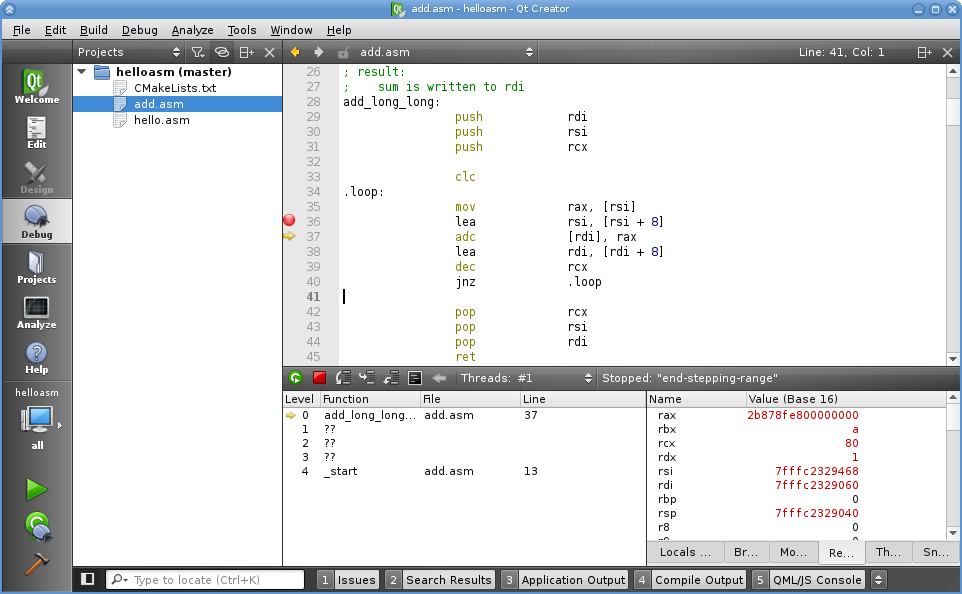 add.asm - helloasm - Qt Creator
File Edit Build Debug Analyze Tools Window Help
Projects add.asm Line: 41, Col: 1
Welcome
Edit
Design
Debug
Projects
Analyze
Help
helloasm
all
helloasm (master)
CMakeLists.txt
add.asm
hello.asm
26 ; result:
27 ;    sum is written to rdi
28 add_long_long:
29 push rdi
30 push rsi
31 push rcx
32
33 clc
34 .loop:
35 mov rax, [rsi]
36 lea rsi, [rsi + 8]
37 adc [rdi], rax
38 lea rdi, [rdi + 8]
39 dec rcx
40 jnz .loop
41
42 pop rcx
43 pop rsi
44 pop rdi
45 ret
Threads: #1 Stopped: "end-stepping-range"
Level Function File Line
0 add_long_long... add.asm 37
1 ??
2 ??
3 ??
4 _start add.asm 13
Name Value (Base 16)
rax 2b878fe800000000
rbx a
rcx 80
rdx 1
rsi 7fffc2329468
rdi 7fffc2329060
rbp 0
rsp 7fffc2329040
r8 0
Locals ... Br... Mo... Re... Th... Sn...
Type to locate (Ctrl+K) 1 Issues 2 Search Results 3 Application Output 4 Compile Output 5 QML/JS Console